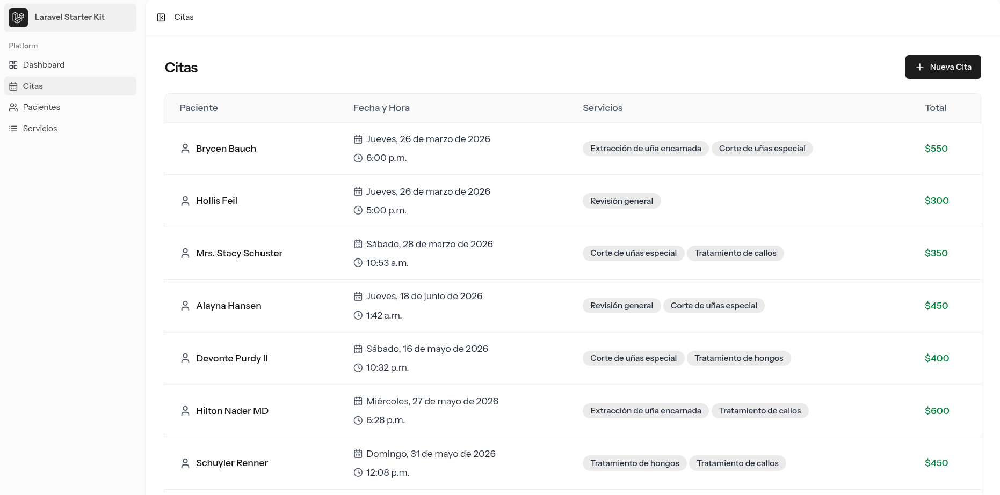 Laravel Starter Kit
Platform
Dashboard
Citas
Pacientes
Servicios
Citas
Citas
Nueva Cita
Paciente Fecha y Hora Servicios Total
Brycen Bauch
Jueves, 26 de marzo de 2026
6:00 p.m.
Extracción de uña encarnada Corte de uñas especial
$550
Hollis Feil
Jueves, 26 de marzo de 2026
5:00 p.m.
Revisión general
$300
Mrs. Stacy Schuster
Sábado, 28 de marzo de 2026
10:53 a.m.
Corte de uñas especial Tratamiento de callos
$350
Alayna Hansen
Jueves, 18 de junio de 2026
1:42 a.m.
Revisión general Corte de uñas especial
$450
Devonte Purdy II
Sábado, 16 de mayo de 2026
10:32 p.m.
Corte de uñas especial Tratamiento de hongos
$400
Hilton Nader MD
Miércoles, 27 de mayo de 2026
6:28 p.m.
Extracción de uña encarnada Tratamiento de callos
$600
Schuyler Renner
Domingo, 31 de mayo de 2026
12:08 p.m.
Tratamiento de hongos Tratamiento de callos
$450